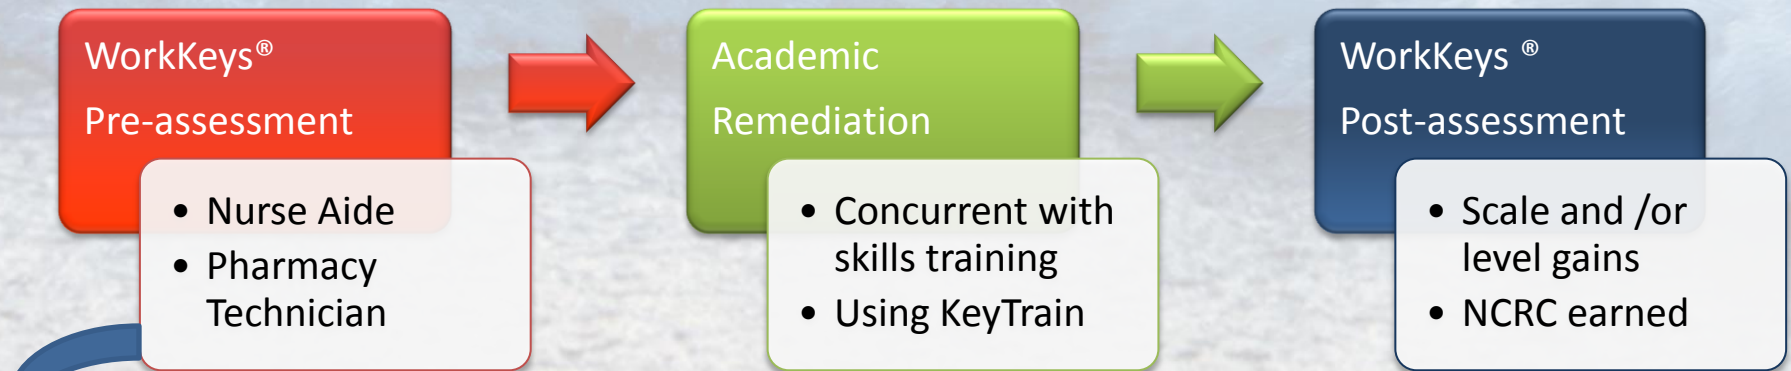 WorkKeys®
Pre-assessment
• Nurse Aide
• Pharmacy
Technician
Academic
Remediation
• Concurrent with
skills training
• Using KeyTrain
WorkKeys ®
Post-assessment
• Scale and /or
level gains
• NCRC earned